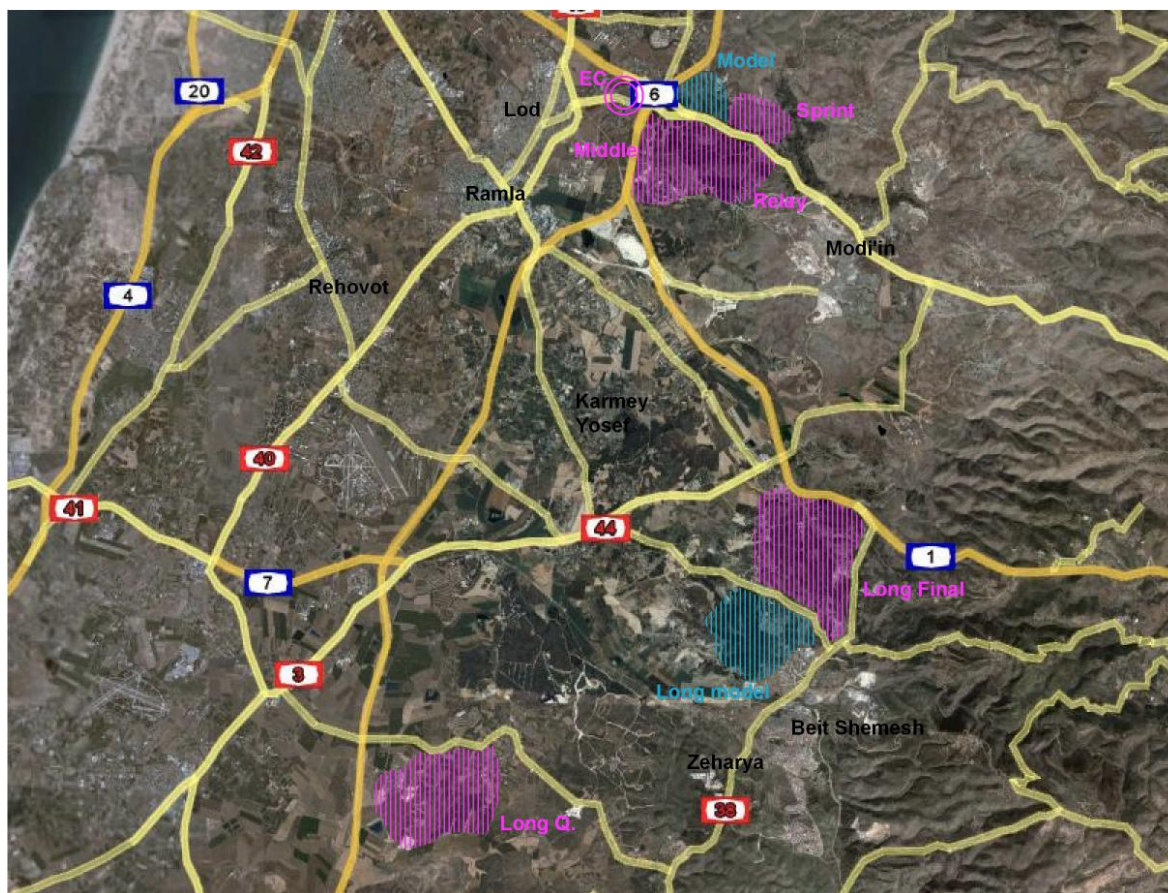 Model
EC
20
6
Lod
Sprint
42
Middle
Ramla
Relay
Modi'in
Rehovot
4
Karmey
Yosef
40
41
44
1
7
Long Final
3
Long model
Beit Shemesh
Zeharya
38
Long Q.